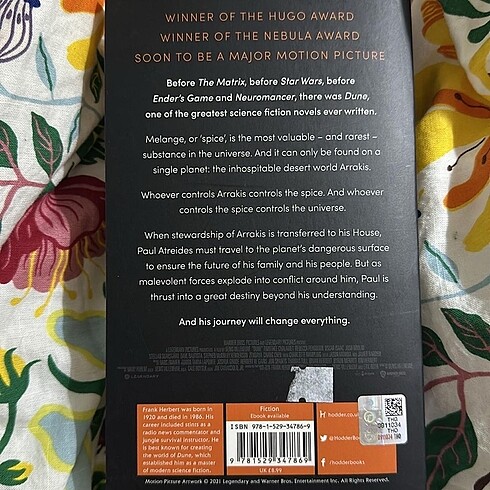 WINNER OF THE HUGO AWARD
WINNER OF THE NEBULA AWARD
SOON TO BE A MAJOR MOTION PICTURE
Before The Matrix, before Star Wars, before
Ender's Game and Neuromancer, there was Dune,
one of the greatest science fiction novels ever written.
Melange, or 'spice', is the most valuable – and rarest –
substance in the universe. And it can only be found on a
single planet: the inhospitable desert world Arrakis.
Whoever controls Arrakis controls the spice. And whoever
controls the spice controls the universe.
When stewardship of Arrakis is transferred to his House,
Paul Atreides must travel to the planet's dangerous surface
to ensure the future of his family and his people. But as
malevolent forces explode into conflict around him, Paul is
thrust into a great destiny beyond his understanding.
And his journey will change everything.
LEGENDARY
Frank Herbert was born in
1920 and died in 1986. His
career included stints as a
radio news commentator and
jungle survival instructor. He
is best known for creating
the world of Dune, which
established him as a master
of modern science fiction.
Fiction
Ebook available
ISBN 978-1-529-34786-9
9 781529 347869
UK £8.99
hodder.co.u
@HodderBoo
/hodderbooks
THG
0011034
THG
Motion Picture Artwork © 2021 Legendary and Warner Bros. Entertainment Inc. All Rights Reserved.